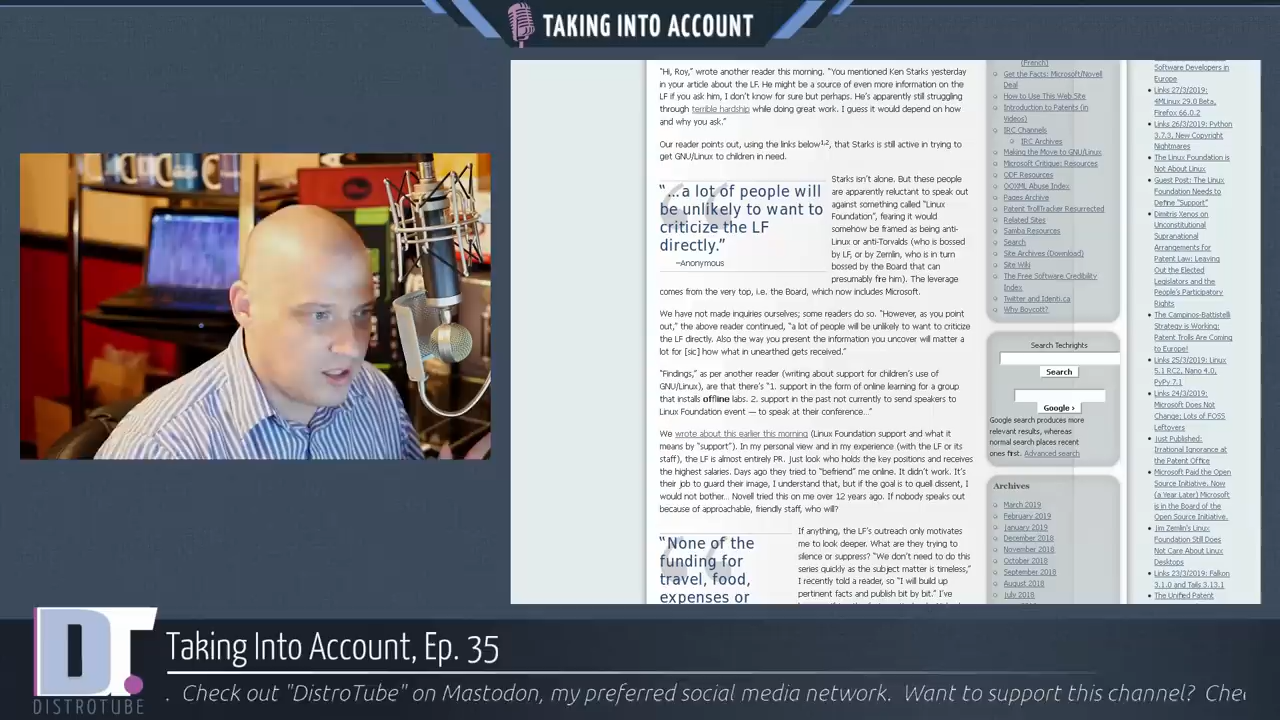 TAKING INTO ACCOUNT
"Hi, Roy," wrote another reader this morning. "You mentioned Ken Starks yesterday
in your article about the LF. He might be a source of even more information on the
LF if you ask him, I don't know for sure but perhaps. He's apparently still struggling
through terrible hardship while doing great work. I guess it would depend on how
and why you ask."
Our reader points out, using the links below1,2, that Starks is still active in trying to
get GNU/Linux to children in need.
"…a lot of people will
be unlikely to want to
criticize the LF
directly."
–Anonymous
Starks isn't alone. But these people
are apparently reluctant to speak out
against something called "Linux
Foundation", fearing it would
somehow be framed as being anti-
Linux or anti-Torvalds (who is bossed
by LF, or by Zemlin, who is in turn
bossed by the Board that can
presumably fire him). The leverage
comes from the very top, i.e. the Board, which now includes Microsoft.
We have not made inquiries ourselves; some readers do so. "However, as you point
out," the above reader continued, "a lot of people will be unlikely to want to criticize
the LF directly. Also the way you present the information you uncover will matter a
lot for [sic] how what in unearthed gets received."
"Findings," as per another reader (writing about support for children's use of
GNU/Linux), are that there's "1. support in the form of online learning for a group
that installs offline labs. 2. support in the past not currently to send speakers to
Linux Foundation event — to speak at their conference…"
We wrote about this earlier this morning (Linux Foundation support and what it
means by "support"). In my personal view and in my experience (with the LF or its
staff), the LF is almost entirely PR. Just look who holds the key positions and receives
the highest salaries. Days ago they tried to "befriend" me online. It didn't work. It's
their job to guard their image, I understand that, but if the goal is to quell dissent, I
would not bother… Novell tried this on me over 12 years ago. If nobody speaks out
because of approachable, friendly staff, who will?
"None of the
funding for
travel, food,
expenses or
If anything, the LF's outreach only motivates
me to look deeper. What are they trying to
silence or suppress? "We don't need to do this
series quickly as the subject matter is timeless,"
I recently told a reader, so "I will build up
pertinent facts and publish bit by bit." I've
(French)
Get the Facts: Microsoft/Novell
Deal
How to Use This Web Site
Introduction to Patents (in
Videos)
IRC Channels
IRC Archives
Making the Move to GNU/Linux
Microsoft Critique: Resources
ODF Resources
OOXML Abuse Index
Pages Archive
Patent TrollTracker Resurrected
Related Sites
Samba Resources
Search
Site Archives (Download)
Site Wiki
The Free Software Credibility
Index
Twitter and Identi.ca
Why Boycott?
Search Techrights
Search
Google ›
Google search produces more
relevant results, whereas
normal search places recent
ones first. Advanced search
Archives
March 2019
February 2019
January 2019
December 2018
November 2018
October 2018
September 2018
August 2018
July 2018
Software Developers in
Europe
Links 27/3/2019:
4MLinux 29.0 Beta,
Firefox 66.0.2
Links 26/3/2019: Python
3.7.3, New Copyright
Nightmares
The Linux Foundation is
Not About Linux
Guest Post: The Linux
Foundation Needs to
Define "Support"
Dimitris Xenos on
Unconstitutional
Supranational
Arrangements for
Patent Law: Leaving
Out the Elected
Legislators and the
People's Participatory
Rights
The Campinos-Battistelli
Strategy is Working:
Patent Trolls Are Coming
to Europe!
Links 25/3/2019: Linux
5.1 RC2, Nano 4.0,
PyPy 7.1
Links 24/3/2019:
Microsoft Does Not
Change; Lots of FOSS
Leftovers
Just Published:
Irrational Ignorance at
the Patent Office
Microsoft Paid the Open
Source Initiative. Now
(a Year Later) Microsoft
is in the Board of the
Open Source Initiative.
Jim Zemlin's Linux
Foundation Still Does
Not Care About Linux
Desktops
Links 23/3/2019: Falkon
3.1.0 and Tails 3.13.1
The Unified Patent
DT
DISTROTUBE
Taking Into Account, Ep. 35
. Check out "DistroTube" on Mastodon, my preferred social media network. Want to support this channel? Che